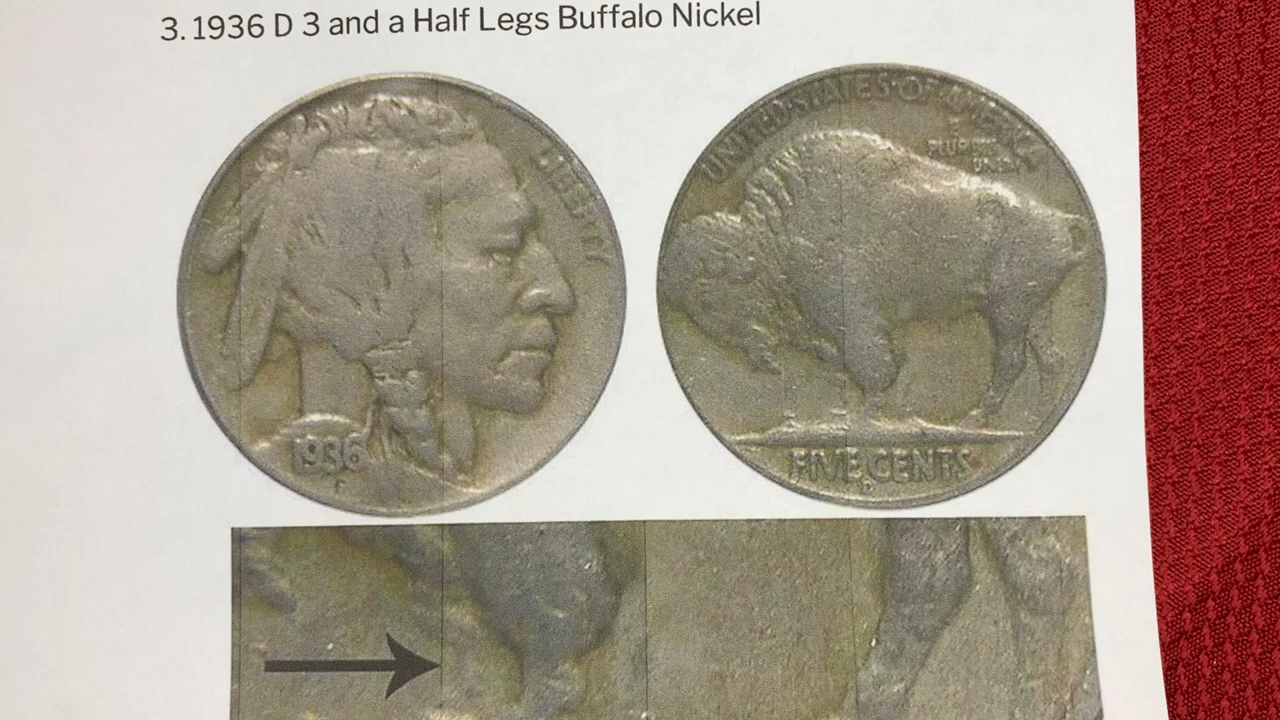 3. 1936 D 3 and a Half Legs Buffalo Nickel
LIBERTY
UNITED·STATES·OF·AMERICA
E
PLURIBUS
UNUM
1936
F
FIVE CENTS
D